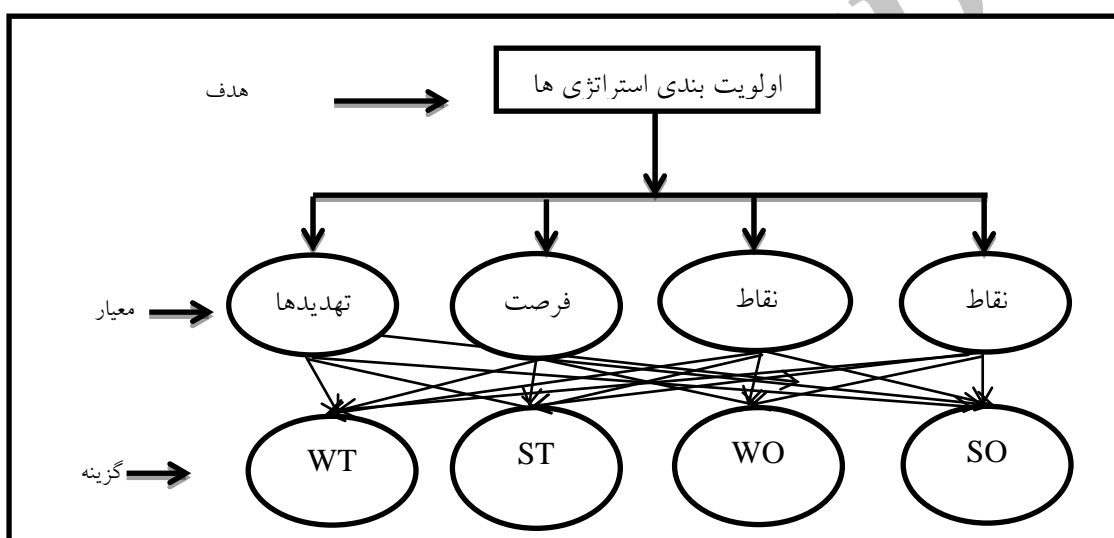 اولویت بندی استراتژی ها
هدف
نقاط
نقاط
فرصت
تهدیدها
معیار
SO
WO
ST
WT
گزینه